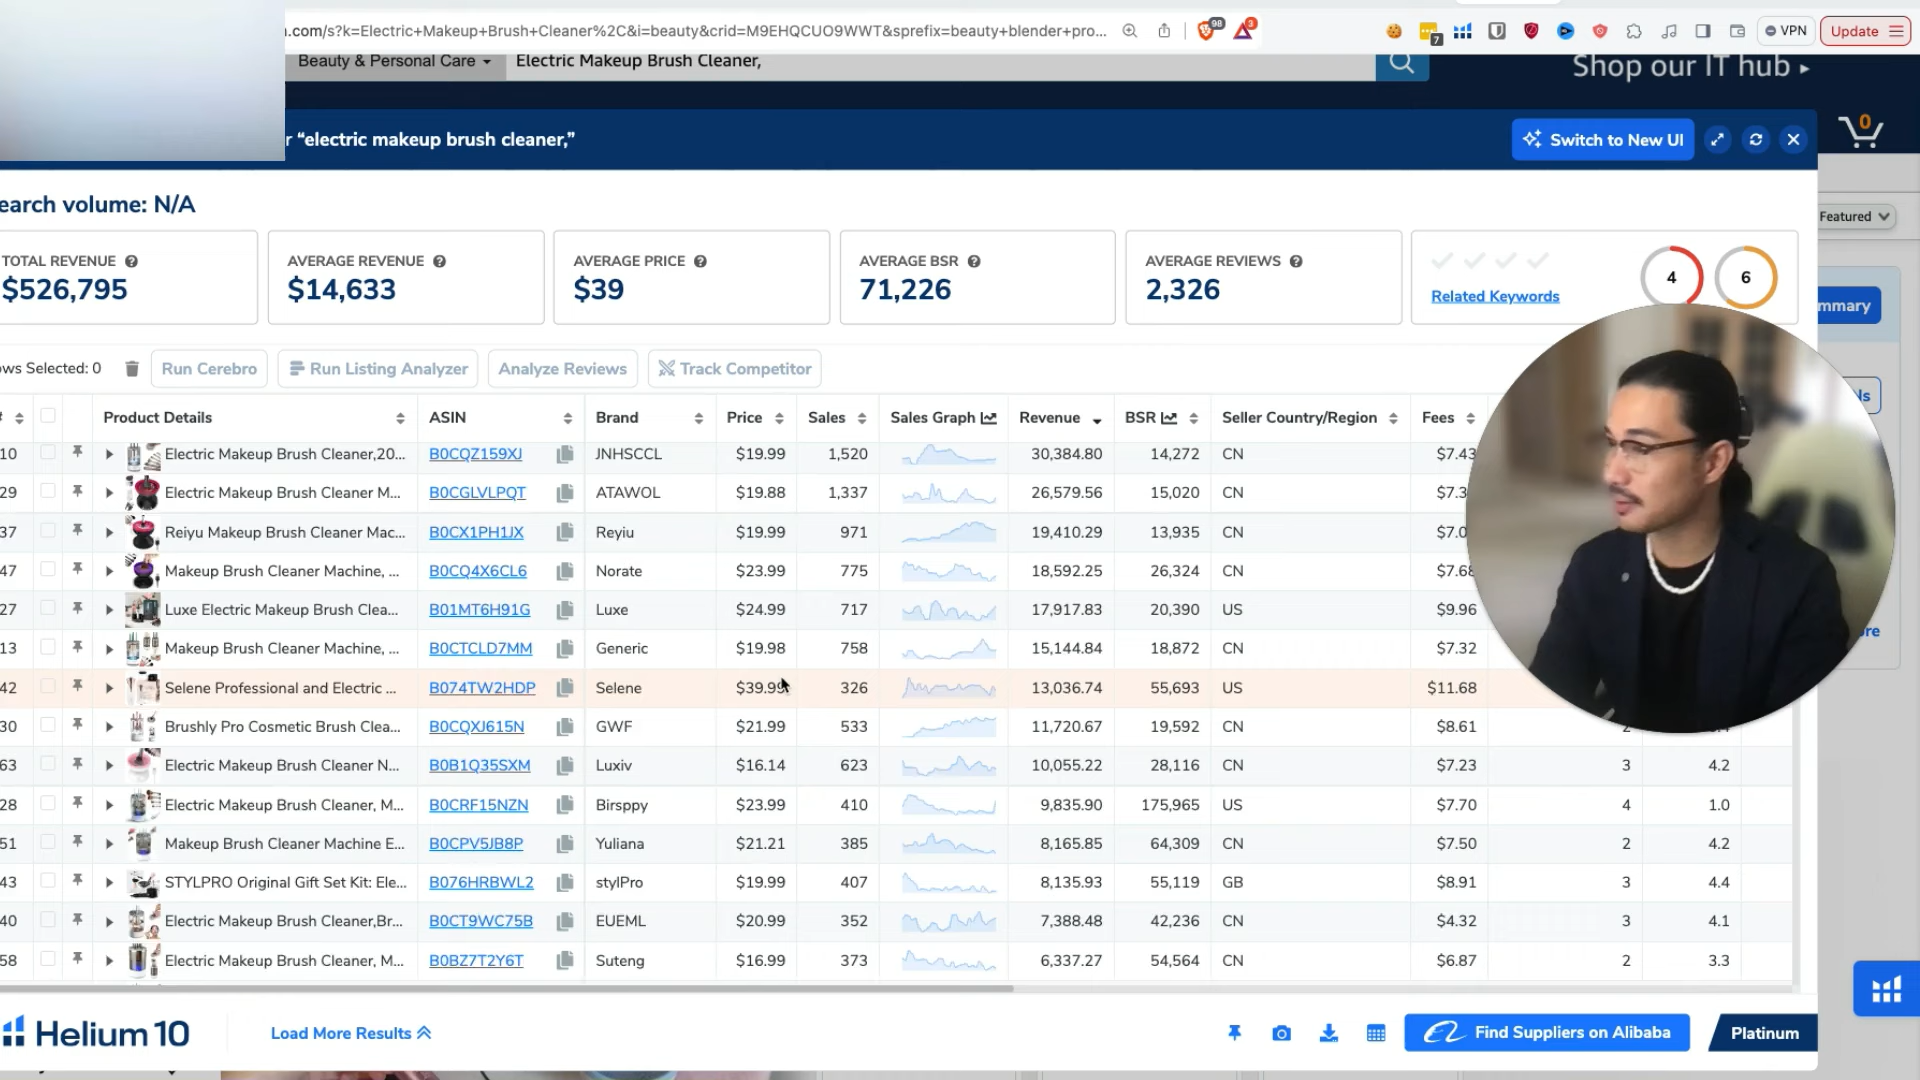 .com/s?k=Electric+Makeup+Brush+Cleaner%2C&i=beauty&crid=M9EHQCUO9WWT&sprefix=beauty+blender+pro...
98
3
7
VPN
Update
Beauty & Personal Care
Electric Makeup Brush Cleaner,
Shop our IT hub
0
r “electric makeup brush cleaner,”
Switch to New UI
earch volume: N/A
Featured
TOTAL REVENUE
$526,795
AVERAGE REVENUE
$14,633
AVERAGE PRICE
$39
AVERAGE BSR
71,226
AVERAGE REVIEWS
2,326
Related Keywords
4
6
mmary
ows Selected: 0
Run Cerebro
Run Listing Analyzer
Analyze Reviews
Track Competitor
ls
# Product Details ASIN Brand Price Sales Sales Graph Revenue BSR Seller Country/Region Fees
10 Electric Makeup Brush Cleaner,20... B0CQZ159XJ JNHSCCL $19.99 1,520 30,384.80 14,272 CN $7.43
29 Electric Makeup Brush Cleaner M... B0CGLVLPQT ATAWOL $19.88 1,337 26,579.56 15,020 CN $7.3
37 Reiyu Makeup Brush Cleaner Mac... B0CX1PH1JX Reyiu $19.99 971 19,410.29 13,935 CN $7.0
47 Makeup Brush Cleaner Machine, ... B0CQ4X6CL6 Norate $23.99 775 18,592.25 26,324 CN $7.68
27 Luxe Electric Makeup Brush Clea... B01MT6H91G Luxe $24.99 717 17,917.83 20,390 US $9.96
re
13 Makeup Brush Cleaner Machine, ... B0CTCLD7MM Generic $19.98 758 15,144.84 18,872 CN $7.32
42 Selene Professional and Electric ... B074TW2HDP Selene $39.99 326 13,036.74 55,693 US $11.68
30 Brushly Pro Cosmetic Brush Clea... B0CQXJ615N GWF $21.99 533 11,720.67 19,592 CN $8.61
63 Electric Makeup Brush Cleaner N... B0B1Q35SXM Luxiv $16.14 623 10,055.22 28,116 CN $7.23 3 4.2
28 Electric Makeup Brush Cleaner, M... B0CRF15NZN Birsppy $23.99 410 9,835.90 175,965 US $7.70 4 1.0
51 Makeup Brush Cleaner Machine E... B0CPV5JB8P Yuliana $21.21 385 8,165.85 64,309 CN $7.50 2 4.2
43 STYLPRO Original Gift Set Kit: Ele... B076HRBWL2 stylPro $19.99 407 8,135.93 55,119 GB $8.91 3 4.4
40 Electric Makeup Brush Cleaner,Br... B0CT9WC75B EUEML $20.99 352 7,388.48 42,236 CN $4.32 3 4.1
58 Electric Makeup Brush Cleaner, M... B0BZ7T2Y6T Suteng $16.99 373 6,337.27 54,564 CN $6.87 2 3.3
Helium 10
Load More Results
Find Suppliers on Alibaba
Platinum